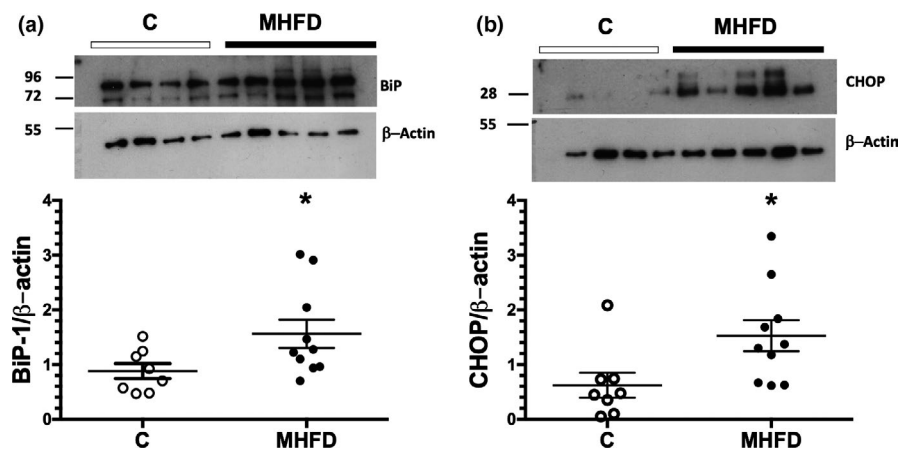 (a)
C MHFD
96
72
BiP
55
β–Actin
4
3
2
1
0
BiP-1/β–actin
*
C MHFD
(b)
C MHFD
28
CHOP
55
β–Actin
4
3
2
1
0
CHOP/β–actin
*
C MHFD